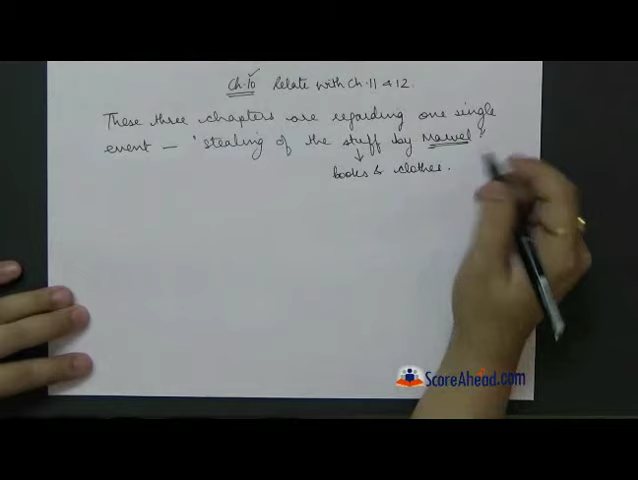 Ch.10 Relate with Ch.11 & 12.
These three chapters are regarding one single
event — 'stealing of the stuff by Marvel'
books & clothes.
ScoreAhead.com